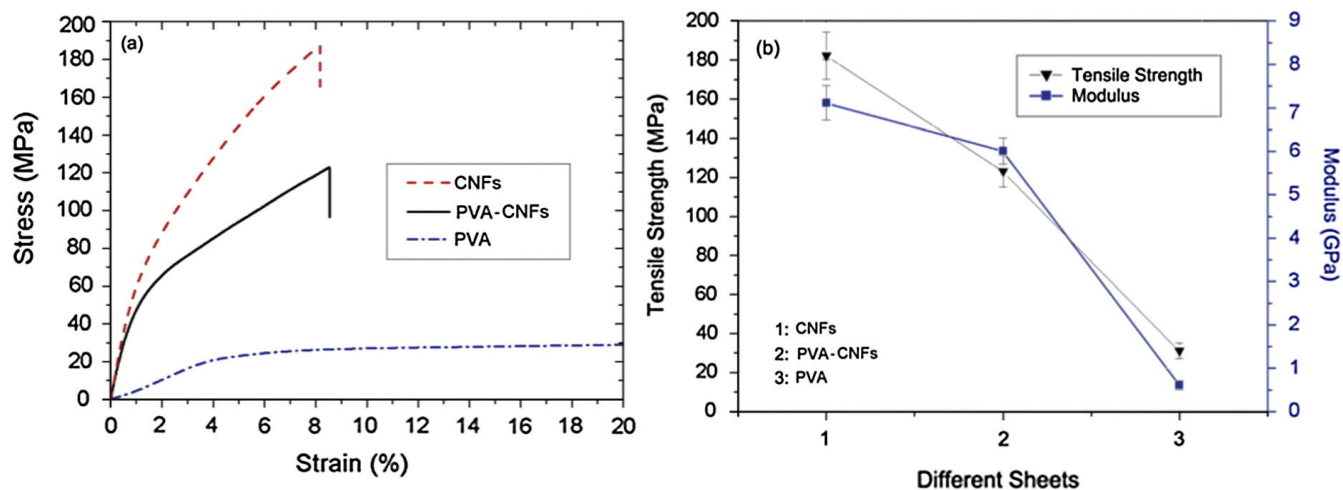 (a)
Stress (MPa)
200
180
160
140
120
100
80
60
40
20
0
CNFs
PVA-CNFs
PVA
0 2 4 6 8 10 12 14 16 18 20
Strain (%)
(b)
Tensile Strength (MPa)
200
180
160
140
120
100
80
60
40
20
0
Tensile Strength
Modulus
1: CNFs
2: PVA-CNFs
3: PVA
1 2 3
Different Sheets
9
8
7
6
5
4
3
2
1
0
Modulus (GPa)